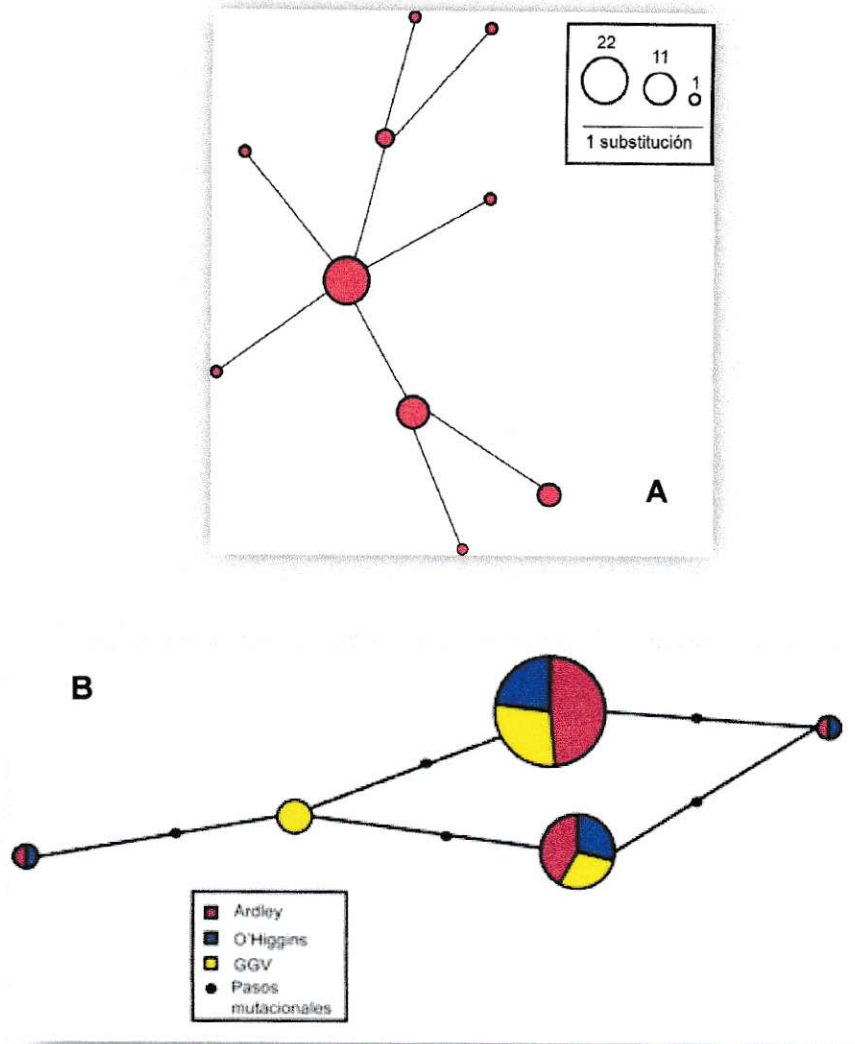 22
11
1
1 substitución
A
B
Ardley
O'Higgins
GGV
Pasos
mutacionales